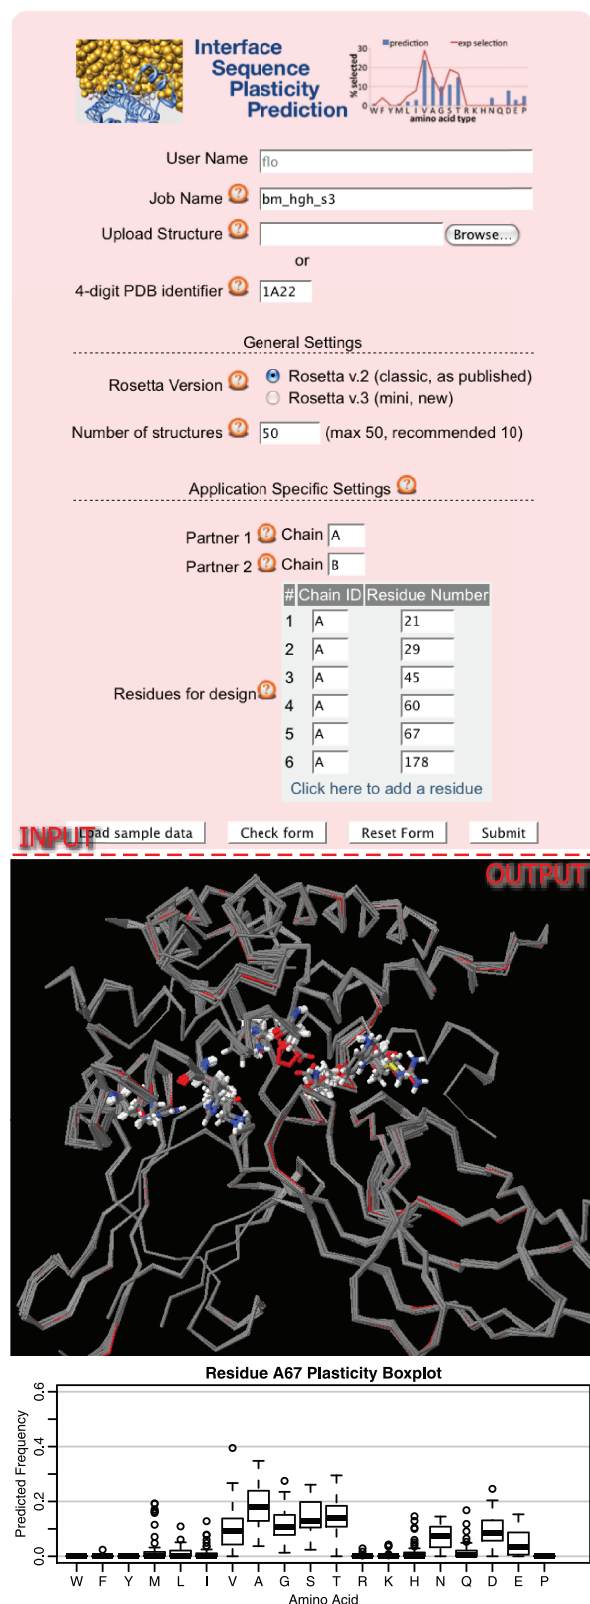 Interface
Sequence
Plasticity
Prediction
prediction
exp selection
% selected
30
20
10
0
W F Y M L I V A G S T R K H N Q D E P
amino acid type
User Name flo
Job Name ? bm_hgh_s3
Upload Structure ? Browse...
or
4-digit PDB identifier ? 1A22
General Settings
Rosetta Version ? Rosetta v.2 (classic, as published)
Rosetta v.3 (mini, new)
Number of structures ? 50 (max 50, recommended 10)
Application Specific Settings ?
Partner 1 ? Chain A
Partner 2 ? Chain B
# Chain ID Residue Number
1 A 21
2 A 29
3 A 45
Residues for design ?
4 A 60
5 A 67
6 A 178
Click here to add a residue
INPUT
Load sample data Check form Reset Form Submit
OUTPUT
Residue A67 Plasticity Boxplot
Predicted Frequency
0.6
0.4
0.2
0.0
W F Y M L I V A G S T R K H N Q D E P
Amino Acid